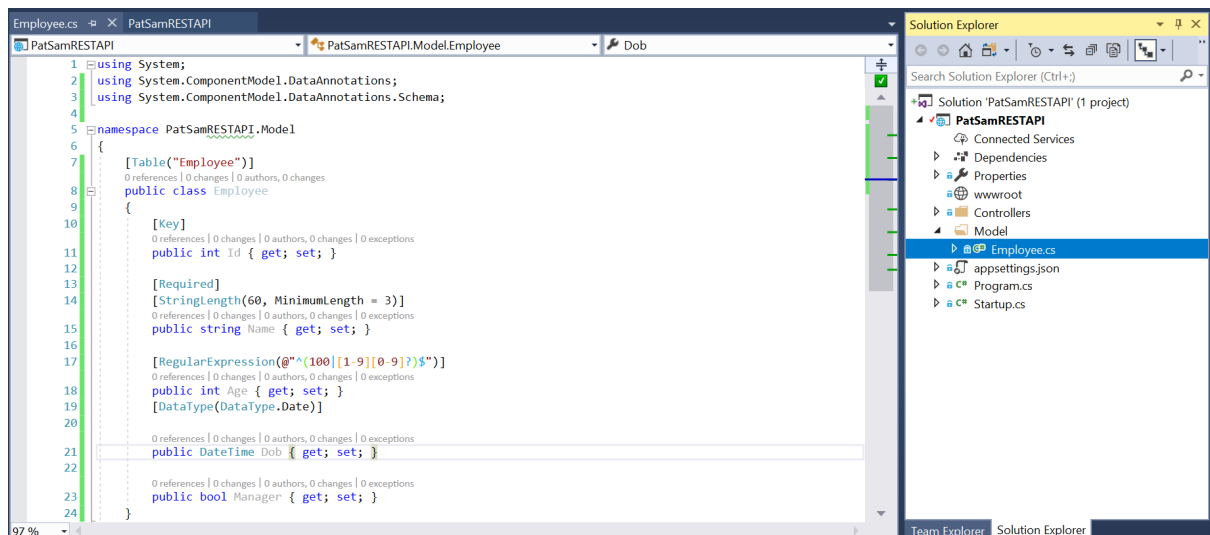 Employee.cs PatSamRESTAPI
PatSamRESTAPI PatSamRESTAPI.Model.Employee Dob
1 using System;
2 using System.ComponentModel.DataAnnotations;
3 using System.ComponentModel.DataAnnotations.Schema;
4
5 namespace PatSamRESTAPI.Model
6 {
7 [Table("Employee")]
0 references | 0 changes | 0 authors, 0 changes
8 public class Employee
9 {
10 [Key]
0 references | 0 changes | 0 authors, 0 changes | 0 exceptions
11 public int Id { get; set; }
12
13 [Required]
14 [StringLength(60, MinimumLength = 3)]
0 references | 0 changes | 0 authors, 0 changes | 0 exceptions
15 public string Name { get; set; }
16
17 [RegularExpression(@"^(100|[1-9][0-9]?)$")]
0 references | 0 changes | 0 authors, 0 changes | 0 exceptions
18 public int Age { get; set; }
19 [DataType(DataType.Date)]
20
0 references | 0 changes | 0 authors, 0 changes | 0 exceptions
21 public DateTime Dob { get; set; }
22
0 references | 0 changes | 0 authors, 0 changes | 0 exceptions
23 public bool Manager { get; set; }
24 }
97 %
Solution Explorer
Search Solution Explorer (Ctrl+;)
Solution 'PatSamRESTAPI' (1 project)
PatSamRESTAPI
Connected Services
Dependencies
Properties
wwwroot
Controllers
Model
C# Employee.cs
appsettings.json
C# Program.cs
C# Startup.cs
Team Explorer Solution Explorer